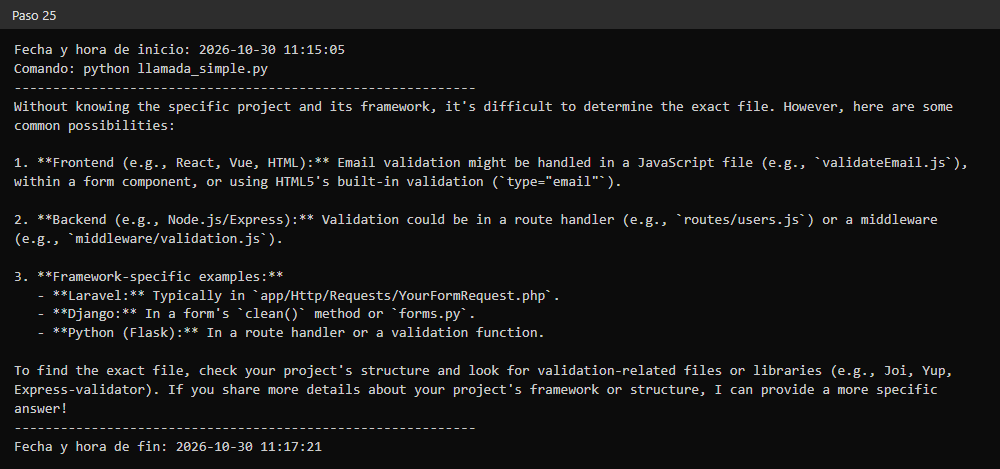 Paso 25
Fecha y hora de inicio: 2026-10-30 11:15:05
Comando: python llamada_simple.py
------------------------------------------------------------
Without knowing the specific project and its framework, it's difficult to determine the exact file. However, here are some
common possibilities:
1. **Frontend (e.g., React, Vue, HTML):** Email validation might be handled in a JavaScript file (e.g., `validateEmail.js`),
within a form component, or using HTML5's built-in validation (`type="email"`).
2. **Backend (e.g., Node.js/Express):** Validation could be in a route handler (e.g., `routes/users.js`) or a middleware
(e.g., `middleware/validation.js`).
3. **Framework-specific examples:**
   - **Laravel:** Typically in `app/Http/Requests/YourFormRequest.php`.
   - **Django:** In a form's `clean()` method or `forms.py`.
   - **Python (Flask):** In a route handler or a validation function.
To find the exact file, check your project's structure and look for validation-related files or libraries (e.g., Joi, Yup,
Express-validator). If you share more details about your project's framework or structure, I can provide a more specific
answer!
------------------------------------------------------------
Fecha y hora de fin: 2026-10-30 11:17:21